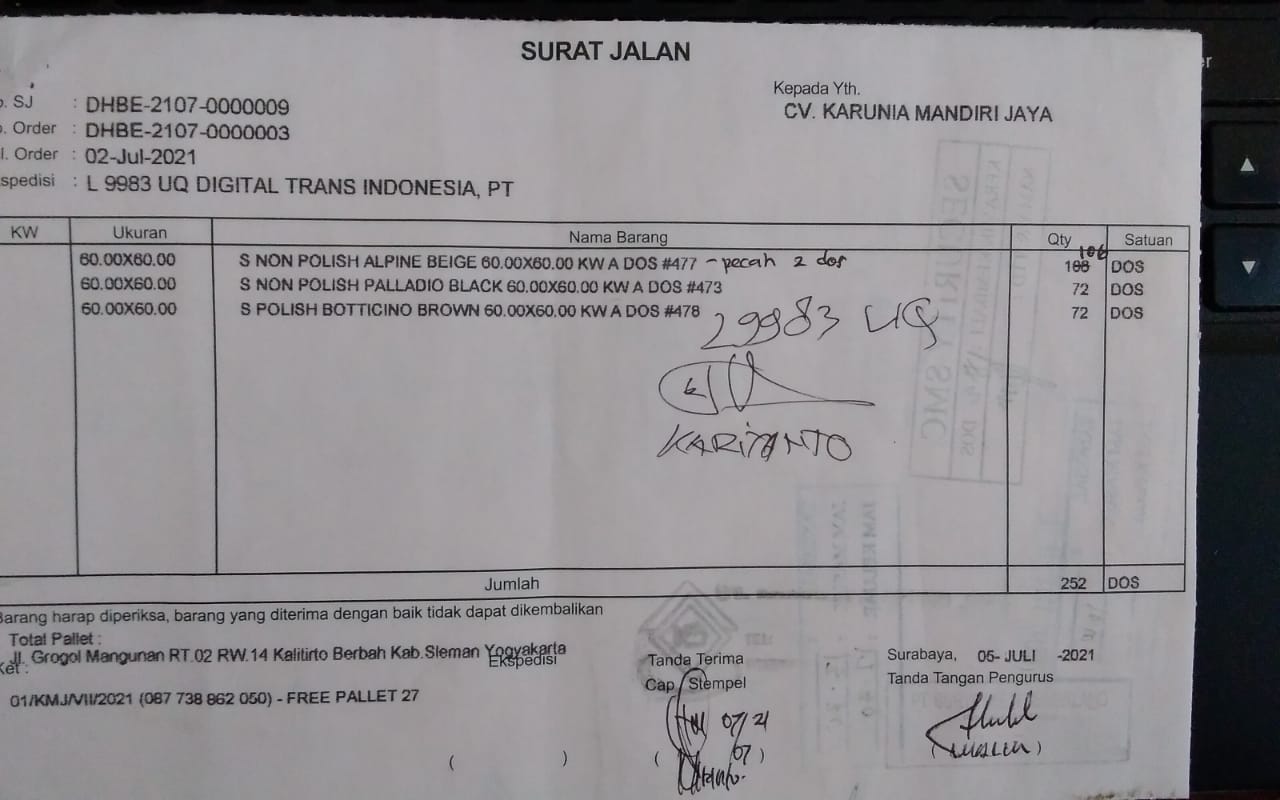 SURAT JALAN
. SJ : DHBE-2107-0000009
. Order : DHBE-2107-0000003
l. Order : 02-Jul-2021
spedisi : L 9983 UQ DIGITAL TRANS INDONESIA, PT
Kepada Yth.
CV. KARUNIA MANDIRI JAYA
KW Ukuran Nama Barang Qty Satuan
106
60.00X60.00 S NON POLISH ALPINE BEIGE 60.00X60.00 KW A DOS #477 - pecah 2 dos 108 DOS
60.00X60.00 S NON POLISH PALLADIO BLACK 60.00X60.00 KW A DOS #473 72 DOS
60.00X60.00 S POLISH BOTTICINO BROWN 60.00X60.00 KW A DOS #478 72 DOS
L9983 UQ
KARIYANTO
Jumlah 252 DOS
Barang harap diperiksa, barang yang diterima dengan baik tidak dapat dikembalikan
Total Pallet :
Jl. Grogol Mangunan RT.02 RW.14 Kalitirto Berbah Kab.Sleman Yogyakarta
Ket :
01/KMJ/VII/2021 (087 738 862 050) - FREE PALLET 27
Ekspedisi
( )
Tanda Terima
Cap / Stempel
07/21
( 07 )
Surabaya, 05- JULI -2021
Tanda Tangan Pengurus